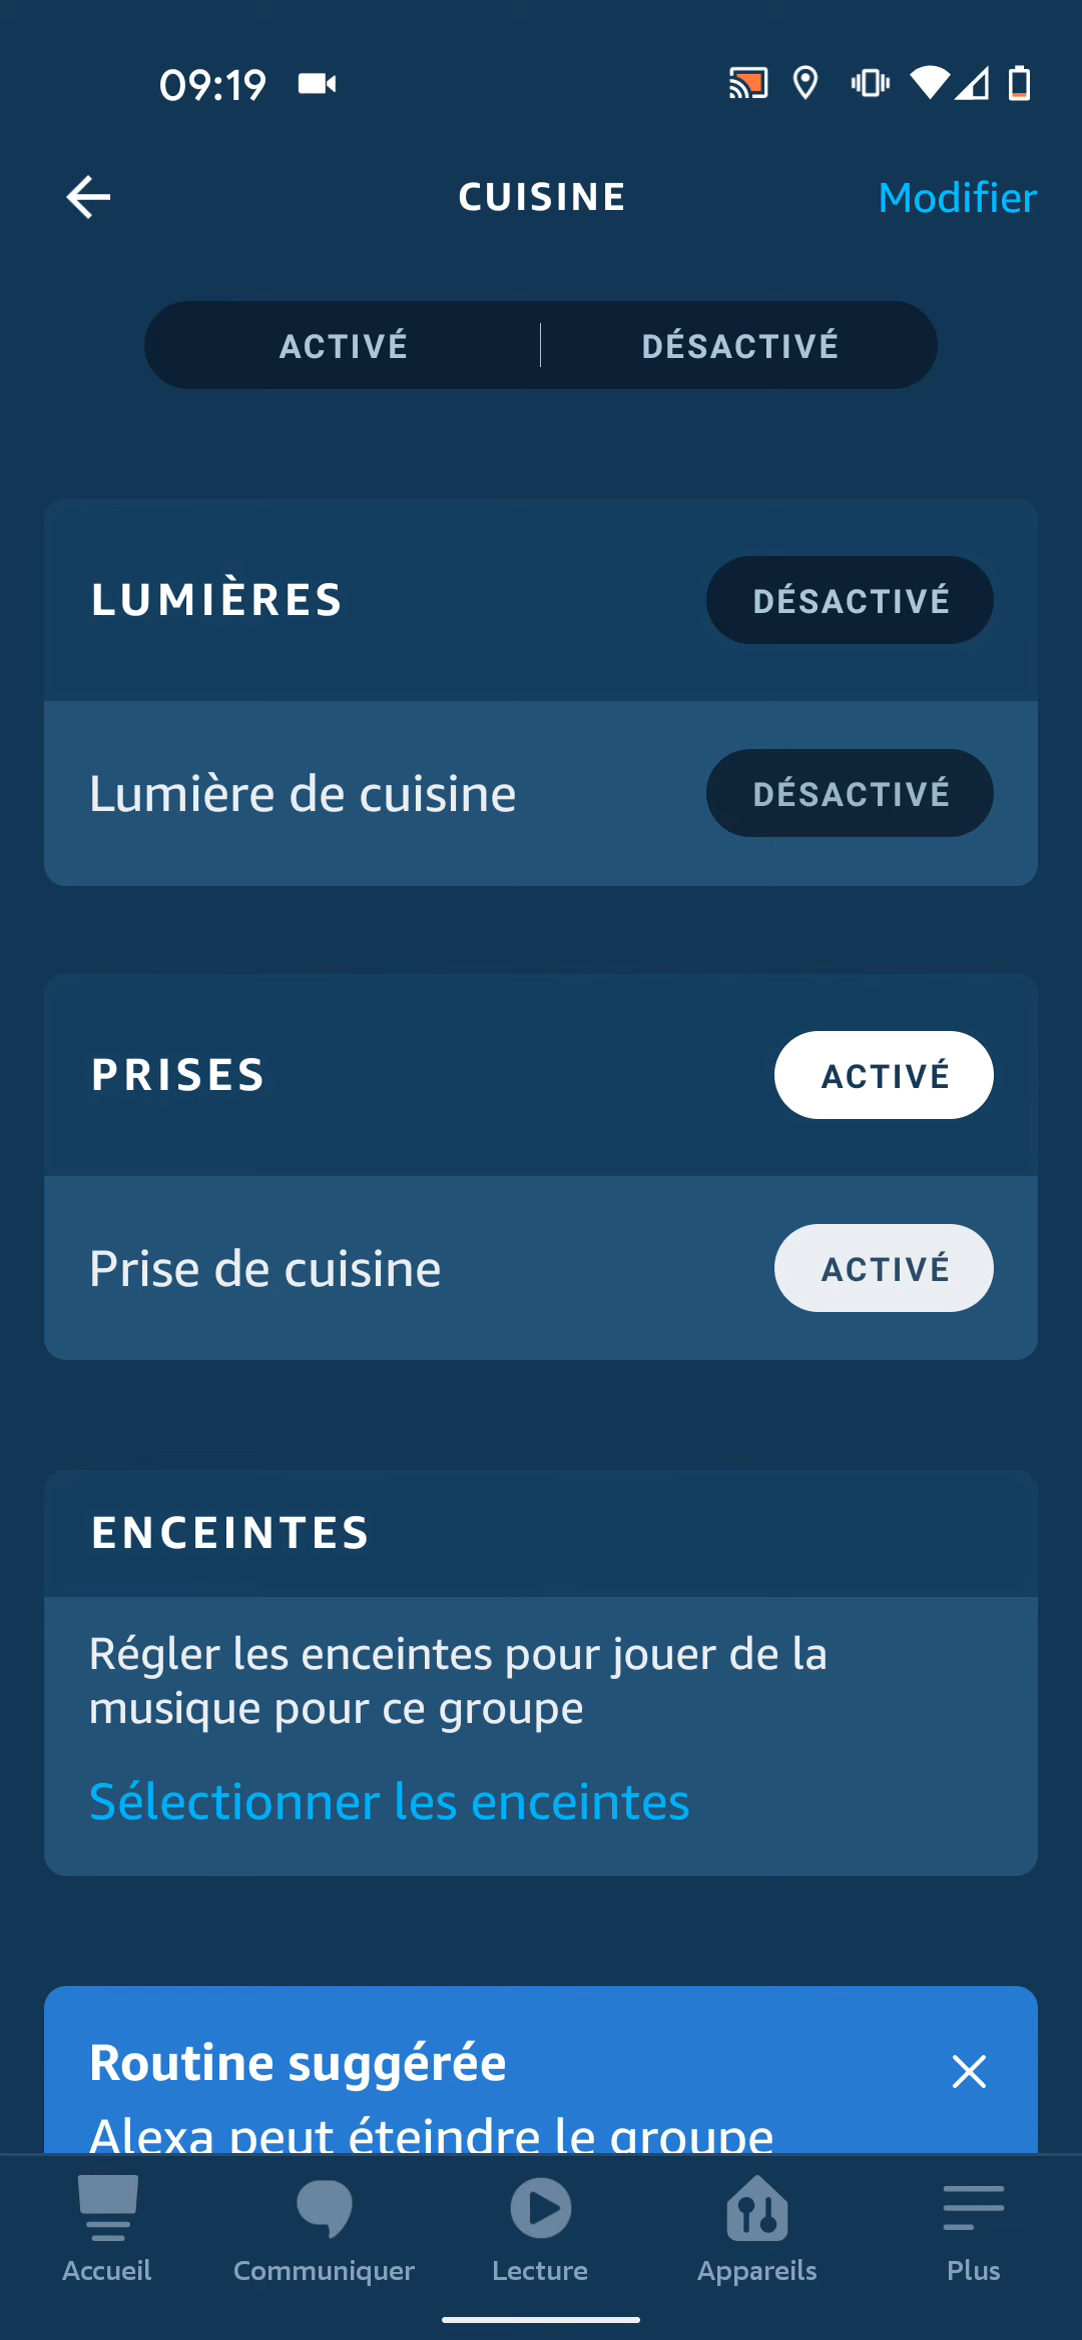 09:19
CUISINE
Modifier
ACTIVÉ
DÉSACTIVÉ
LUMIÈRES
DÉSACTIVÉ
Lumière de cuisine
DÉSACTIVÉ
PRISES
ACTIVÉ
Prise de cuisine
ACTIVÉ
ENCEINTES
Régler les enceintes pour jouer de la
musique pour ce groupe
Sélectionner les enceintes
Routine suggérée
Alexa peut éteindre le groupe
Accueil
Communiquer
Lecture
Appareils
Plus